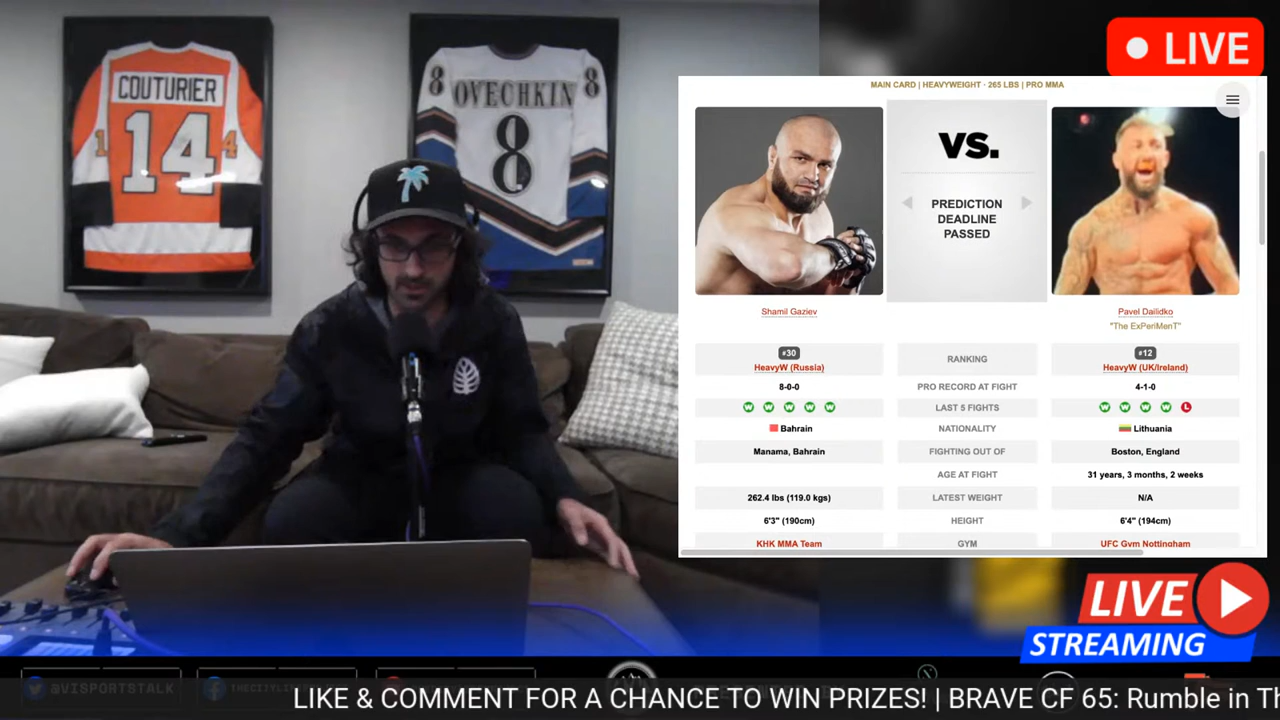 COUTURIER
14
14
8
OVECHKIN
8
8
LIVE
MAIN CARD | HEAVYWEIGHT · 265 LBS | PRO MMA
VS.
PREDICTION
DEADLINE
PASSED
Shamil Gaziev
Pavel Dailidko
"The ExPeriMenT"
#30
HeavyW (Russia)
RANKING
#12
HeavyW (UK/Ireland)
8-0-0
PRO RECORD AT FIGHT
4-1-0
W W W W W
LAST 5 FIGHTS
W W W W L
Bahrain
NATIONALITY
Lithuania
Manama, Bahrain
FIGHTING OUT OF
Boston, England
AGE AT FIGHT
31 years, 3 months, 2 weeks
262.4 lbs (119.0 kgs)
LATEST WEIGHT
N/A
6'3" (190cm)
HEIGHT
6'4" (194cm)
KHK MMA Team
GYM
UFC Gym Nottingham
LIVE
STREAMING
@VISPORTSTALK
LIKE & COMMENT FOR A CHANCE TO WIN PRIZES! | BRAVE CF 65: Rumble in Th